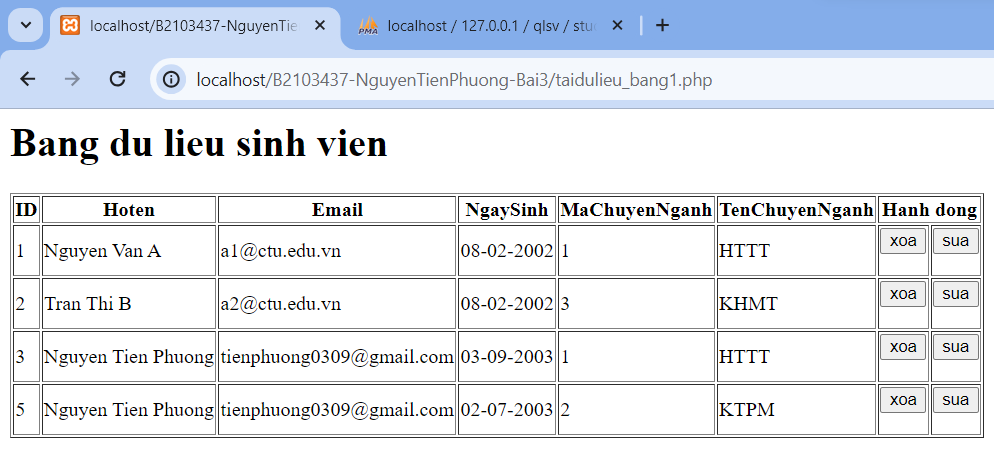 localhost/B2103437-NguyenTie
PMA localhost / 127.0.0.1 / qlsv / stu
localhost/B2103437-NguyenTienPhuong-Bai3/taidulieu_bang1.php
Bang du lieu sinh vien
ID Hoten Email NgaySinh MaChuyenNganh TenChuyenNganh Hanh dong
1 Nguyen Van A a1@ctu.edu.vn 08-02-2002 1 HTTT xoa sua
2 Tran Thi B a2@ctu.edu.vn 08-02-2002 3 KHMT xoa sua
3 Nguyen Tien Phuong tienphuong0309@gmail.com 03-09-2003 1 HTTT xoa sua
5 Nguyen Tien Phuong tienphuong0309@gmail.com 02-07-2003 2 KTPM xoa sua